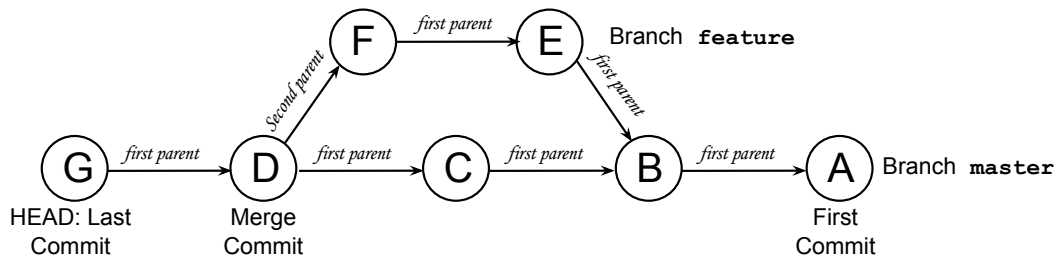 F
first parent
E
Branch feature
Second parent
first parent
G
first parent
D
first parent
C
first parent
B
first parent
A
Branch master
HEAD: Last
Commit
Merge
Commit
First
Commit